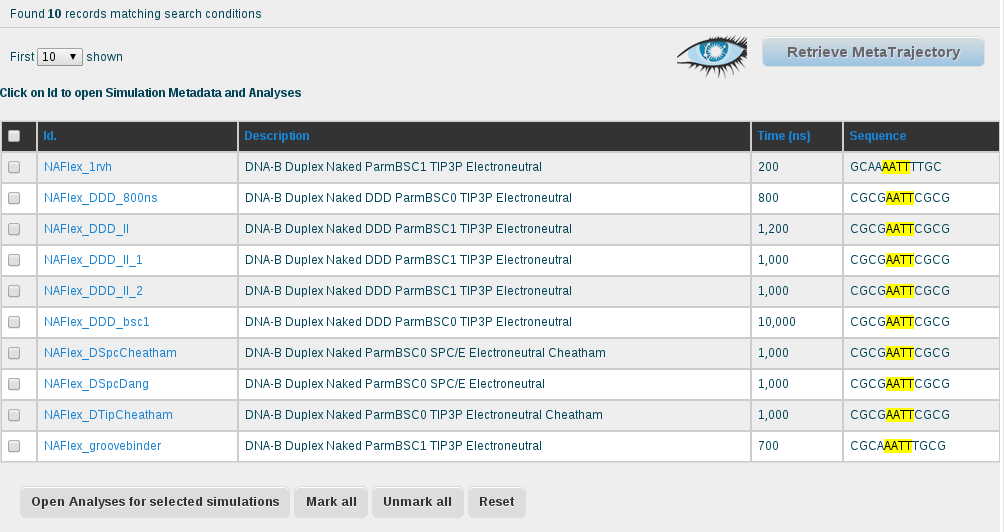 Found 10 records matching search conditions
First 10 shown
Retrieve MetaTrajectory
Click on Id to open Simulation Metadata and Analyses
Id. Description Time (ns) Sequence
NAFlex_1rvh DNA-B Duplex Naked ParmBSC1 TIP3P Electroneutral 200 GCAAAATTTTGC
NAFlex_DDD_800ns DNA-B Duplex Naked DDD ParmBSC0 TIP3P Electroneutral 800 CGCGAATTCGCG
NAFlex_DDD_II DNA-B Duplex Naked DDD ParmBSC1 TIP3P Electroneutral 1,200 CGCGAATTCGCG
NAFlex_DDD_II_1 DNA-B Duplex Naked DDD ParmBSC1 TIP3P Electroneutral 1,000 CGCGAATTCGCG
NAFlex_DDD_II_2 DNA-B Duplex Naked DDD ParmBSC1 TIP3P Electroneutral 1,000 CGCGAATTCGCG
NAFlex_DDD_bsc1 DNA-B Duplex Naked DDD ParmBSC0 TIP3P Electroneutral 10,000 CGCGAATTCGCG
NAFlex_DSpcCheatham DNA-B Duplex Naked ParmBSC0 SPC/E Electroneutral Cheatham 1,000 CGCGAATTCGCG
NAFlex_DSpcDang DNA-B Duplex Naked ParmBSC0 SPC/E Electroneutral 1,000 CGCGAATTCGCG
NAFlex_DTipCheatham DNA-B Duplex Naked ParmBSC0 TIP3P Electroneutral Cheatham 1,000 CGCGAATTCGCG
NAFlex_groovebinder DNA-B Duplex Naked ParmBSC1 TIP3P Electroneutral 700 CGCAAATTTGCG
Open Analyses for selected simulations Mark all Unmark all Reset